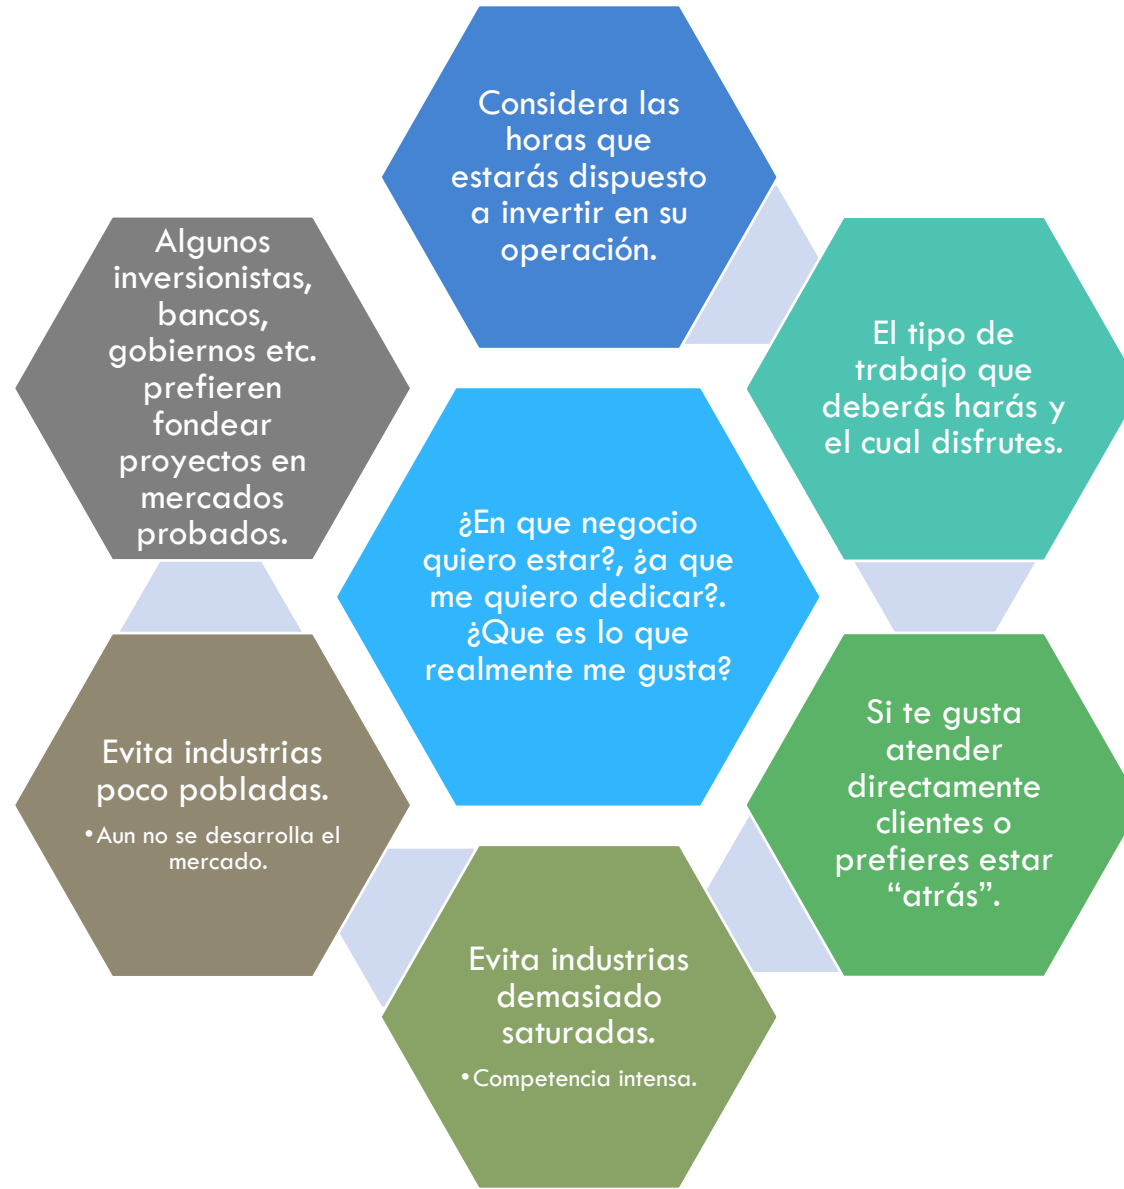 Considera las
horas que
estarás dispuesto
a invertir en su
operación.
El tipo de
trabajo que
deberás harás y
el cual disfrutes.
Si te gusta
atender
directamente
clientes o
prefieres estar
“atrás”.
Evita industrias
demasiado
saturadas.
•Competencia intensa.
Evita industrias
poco pobladas.
•Aun no se desarrolla el
mercado.
Algunos
inversionistas,
bancos,
gobiernos etc.
prefieren
fondear
proyectos en
mercados
probados.
¿En que negocio
quiero estar?, ¿a que
me quiero dedicar?.
¿Que es lo que
realmente me gusta?